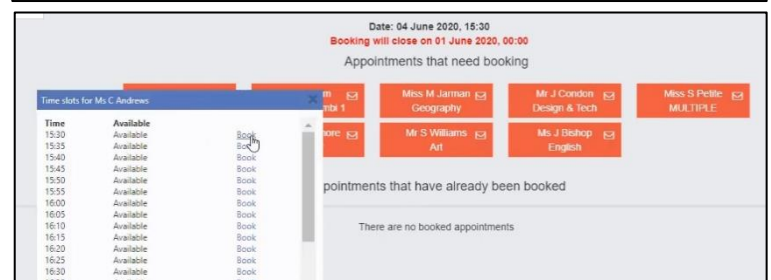 Date: 04 June 2020, 15:30
Booking will close on 01 June 2020, 00:00
Appointments that need booking
Miss M Jarman
Geography
Mr J Condon
Design & Tech
Miss S Petite
MULTIPLE
Mr S Williams
Art
Ms J Bishop
English
Time slots for Ms C Andrews
Time Available
15:30 Available Book
15:35 Available
15:40 Available Book
15:45 Available Book
15:50 Available Book
15:55 Available Book
16:00 Available Book
16:05 Available Book
16:10 Available Book
16:15 Available Book
16:20 Available Book
16:25 Available Book
16:30 Available Book
pointments that have already been booked
There are no booked appointments